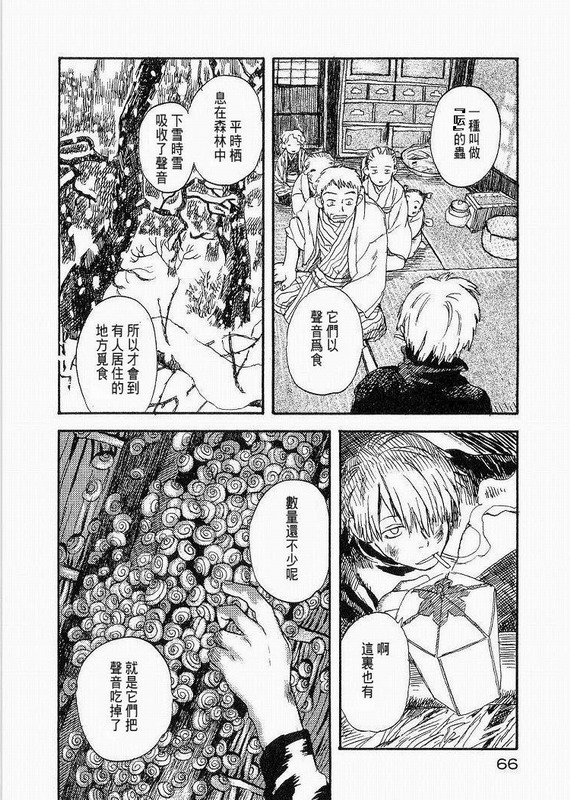 一種叫做
『吽』的蟲
它們以
聲音爲食
平時栖
息在森林中
下雪時雪
吸收了聲音
所以才會到
有人居住的
地方覓食
啊
這裏也有
數量還不少呢
就是它們把
聲音吃掉了
66